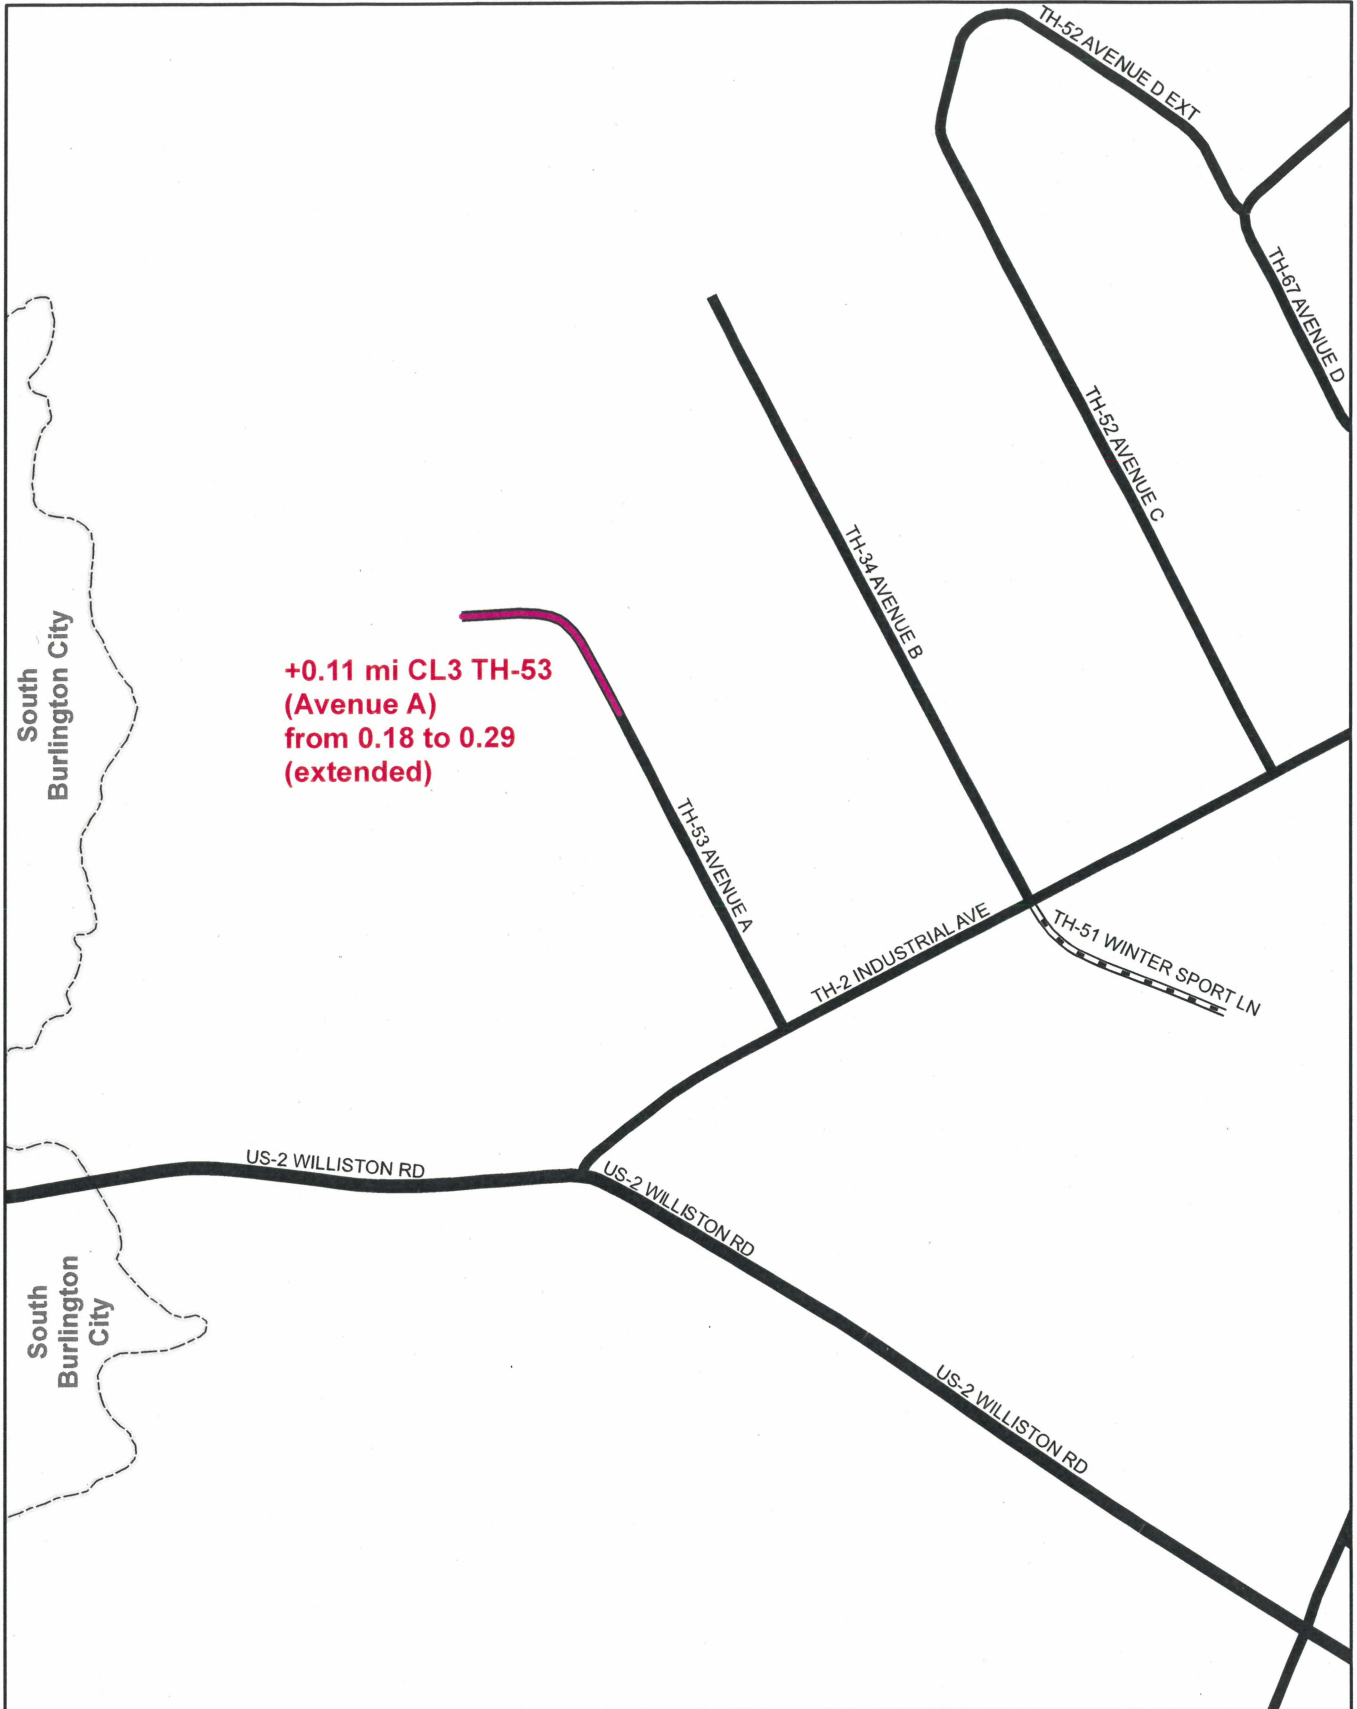 TH-52 AVENUE D EXT
TH-67 AVENUE D
TH-52 AVENUE C
TH-34 AVENUE B
South
Burlington City
+0.11 mi CL3 TH-53
(Avenue A)
from 0.18 to 0.29
(extended)
TH-53 AVENUE A
TH-2 INDUSTRIAL AVE
TH-51 WINTER SPORT LN
US-2 WILLISTON RD
US-2 WILLISTON RD
South
Burlington
City
US-2 WILLISTON RD